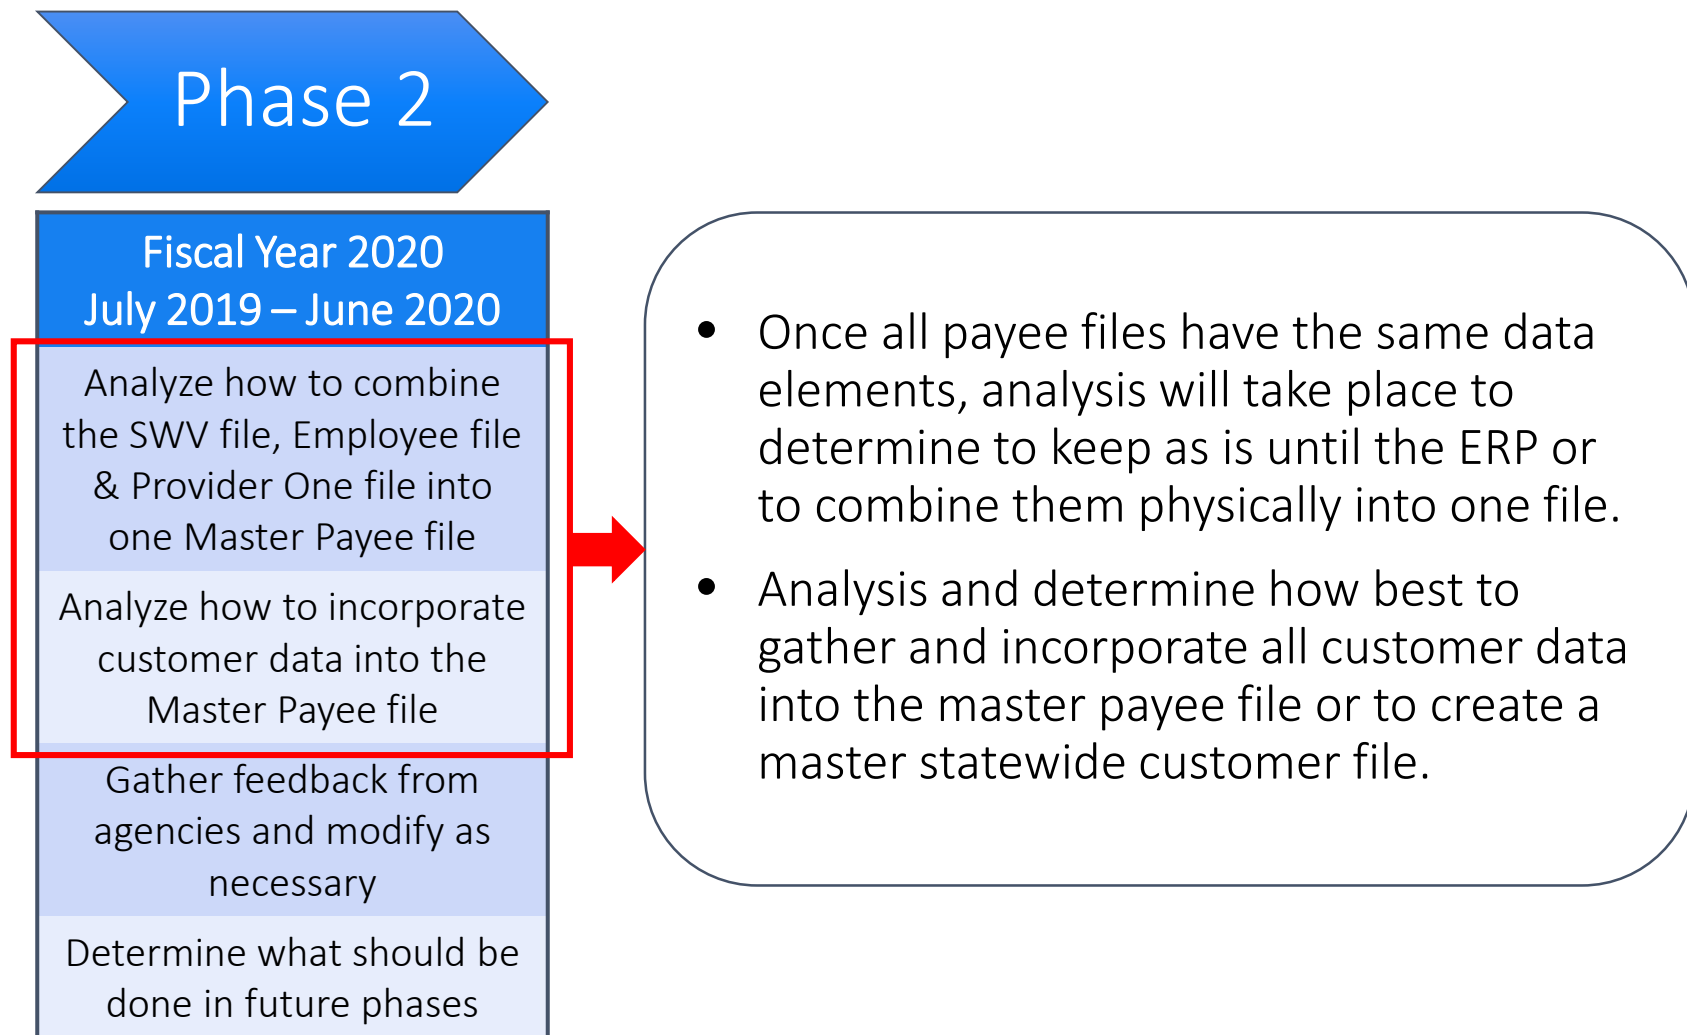 Phase 2
Fiscal Year 2020
July 2019 – June 2020
Analyze how to combine
the SWV file, Employee file
& Provider One file into
one Master Payee file
Analyze how to incorporate
customer data into the
Master Payee file
Gather feedback from
agencies and modify as
necessary
Determine what should be
done in future phases
• Once all payee files have the same data
elements, analysis will take place to
determine to keep as is until the ERP or
to combine them physically into one file.
• Analysis and determine how best to
gather and incorporate all customer data
into the master payee file or to create a
master statewide customer file.